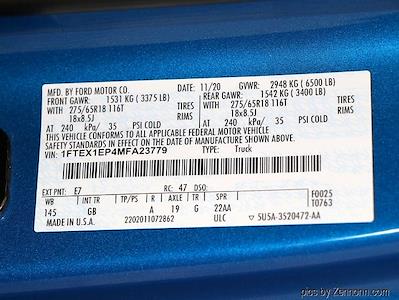 MFD. BY FORD MOTOR CO. 11/20 GVWR: 2948 KG ( 6500 LB)
FRONT GAWR: 1531 KG ( 3375 LB) REAR GAWR: 1542 KG ( 3400 LB)
WITH 275/65R18 116T TIRES WITH 275/65R18 116T TIRES
18x8.5J RIMS 18x8.5J RIMS
AT 240 kPa/ 35 PSI COLD AT 240 kPa/ 35 PSI COLD
THIS VEHICLE CONFORMS TO ALL APPLICABLE FEDERAL MOTOR VEHICLE
SAFETY STANDARDS IN EFFECT ON THE DATE OF MANUFACTURE SHOWN ABOVE.
VIN: 1FTEX1EP4MFA23779 TYPE: Truck
EXT PNT: E7 RC: 47 DSO: F0025
WB INT TR TP/PS R AXLE TR SPR T0763
145 GB A 19 G 22AA
MADE IN U.S.A. 2202011072862 ULC 5U5A-3520472-AA
pics by Zennonn.com